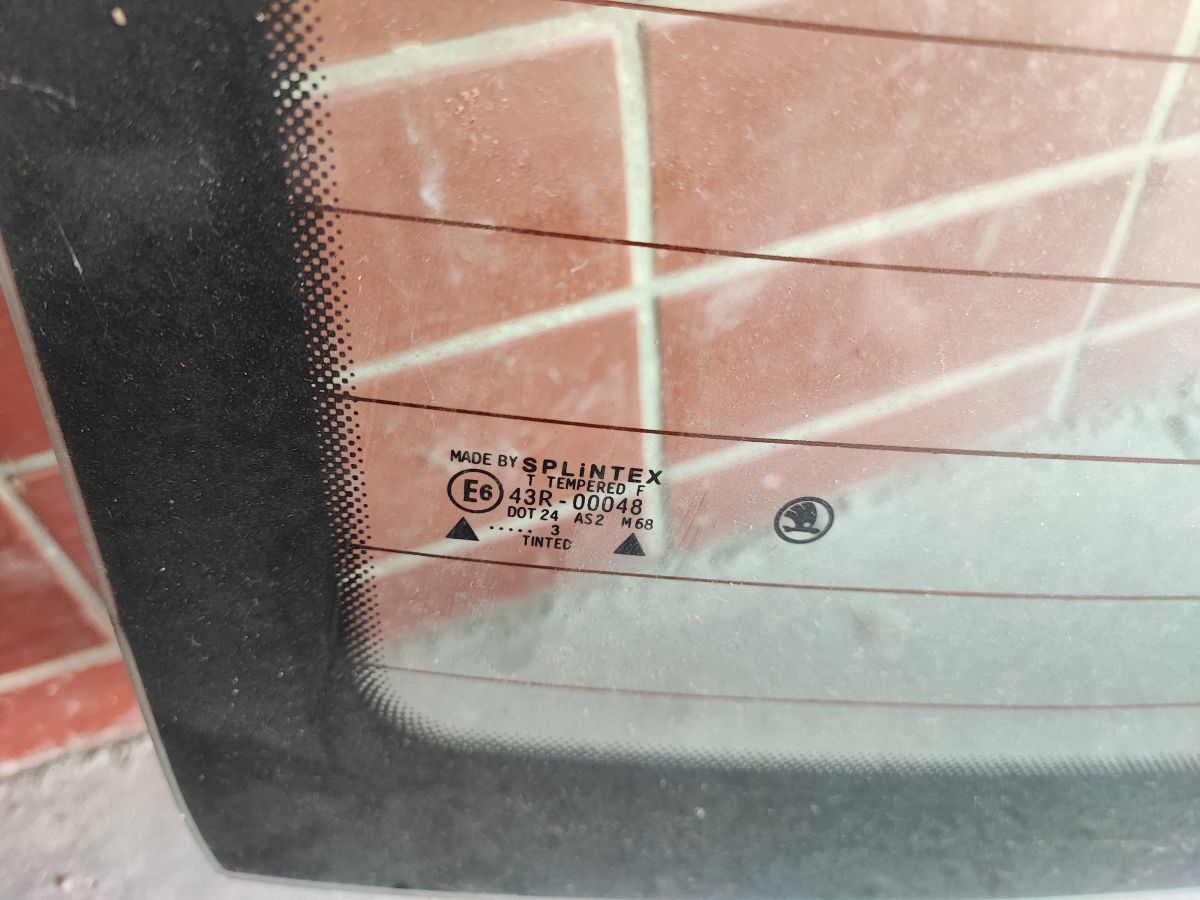 MADE BY SPLiNTEX
T TEMPERED F
E6 43R-00048
DOT 24 AS2 M68
..... 3
TINTED